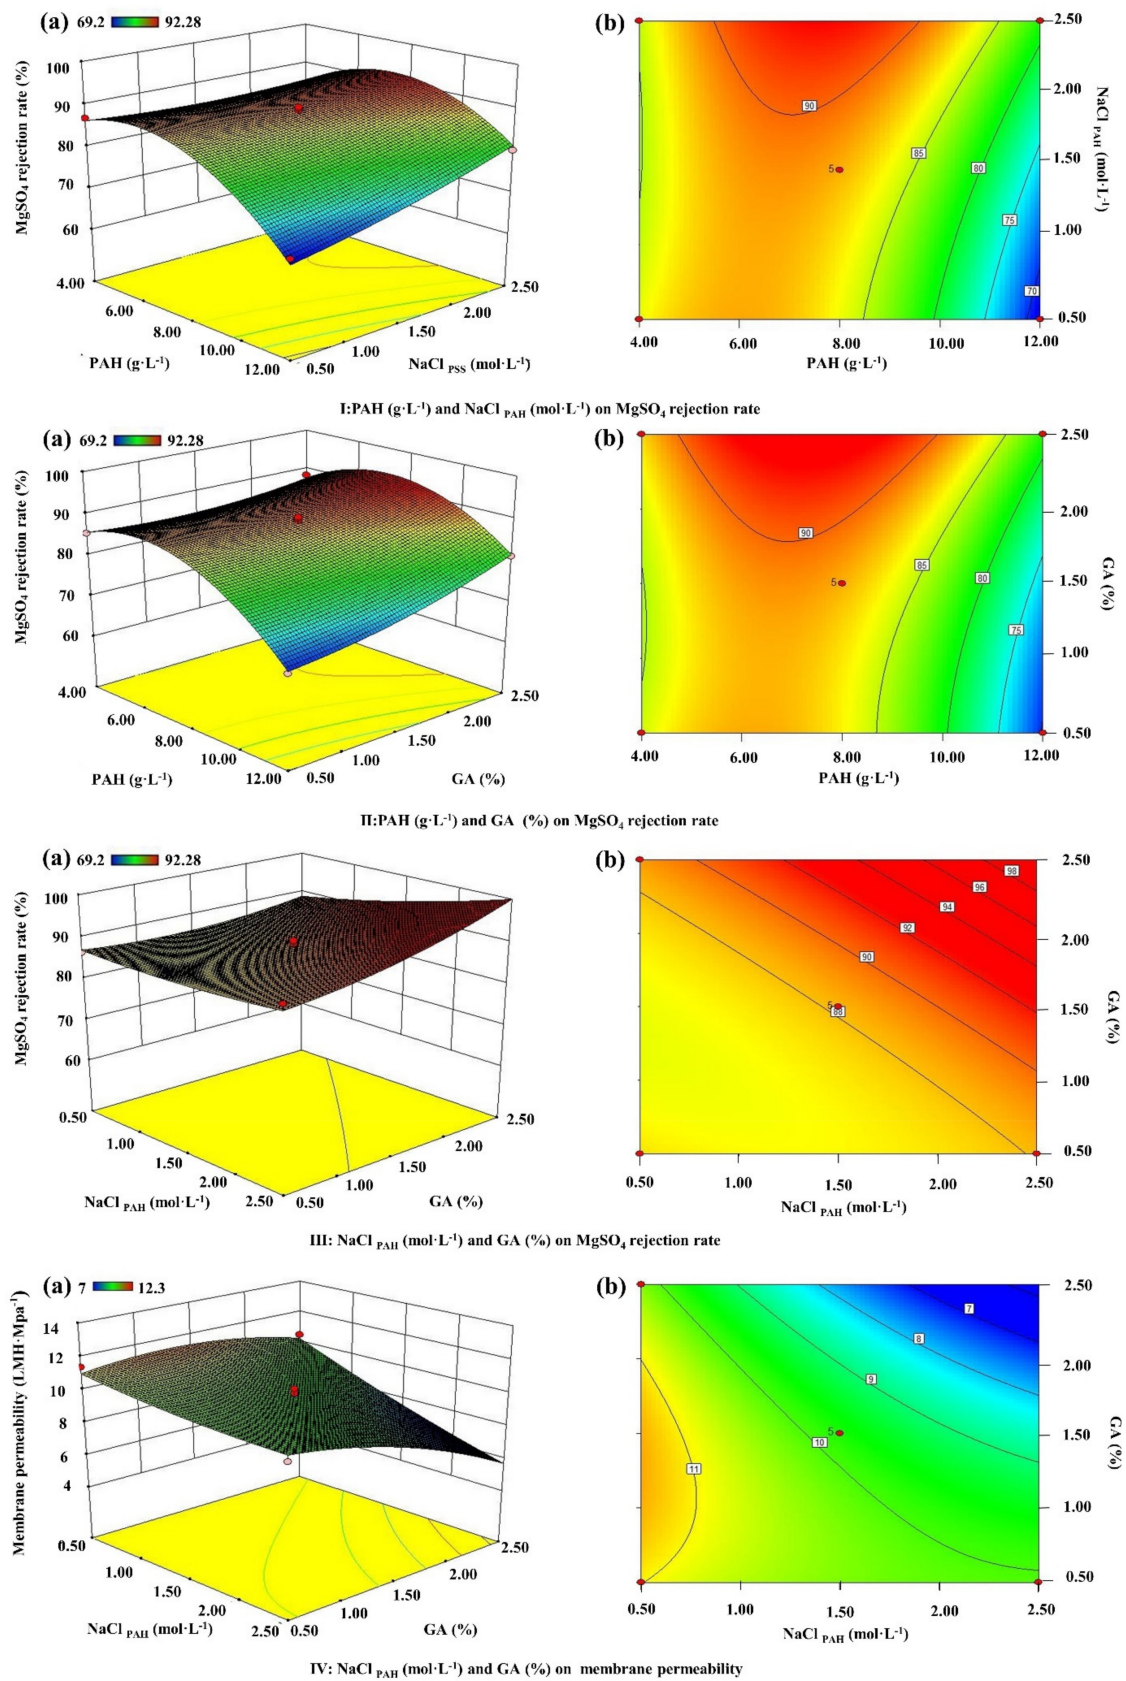 (a) 69.2 92.28
MgSO4 rejection rate (%)
100
90
80
70
60
4.00
6.00
8.00
10.00
12.00
PAH (g·L-1)
0.50
1.00
1.50
2.00
2.50
NaCl PSS (mol·L-1)
(b)
90
85
80
75
70
5
2.50
2.00
1.50
1.00
0.50
NaCl PAH (mol·L-1)
4.00 6.00 8.00 10.00 12.00
PAH (g·L-1)
I:PAH (g·L-1) and NaCl PAH (mol·L-1) on MgSO4 rejection rate
(a) 69.2 92.28
MgSO4 rejection rate (%)
100
90
80
70
60
4.00
6.00
8.00
10.00
12.00
PAH (g·L-1)
0.50
1.00
1.50
2.00
2.50
GA (%)
(b)
90
85
80
75
5
2.50
2.00
1.50
1.00
0.50
GA (%)
4.00 6.00 8.00 10.00 12.00
PAH (g·L-1)
II:PAH (g·L-1) and GA (%) on MgSO4 rejection rate
(a) 69.2 92.28
MgSO4 rejection rate (%)
100
90
80
70
60
0.50
1.00
1.50
2.00
2.50
NaCl PAH (mol·L-1)
0.50
1.00
1.50
2.00
2.50
GA (%)
(b)
98
96
94
92
90
5
88
2.50
2.00
1.50
1.00
0.50
GA (%)
0.50 1.00 1.50 2.00 2.50
NaCl PAH (mol·L-1)
III: NaCl PAH (mol·L-1) and GA (%) on MgSO4 rejection rate
(a) 7 12.3
Membrane permeability (LMH·Mpa-1)
14
12
10
8
6
4
0.50
1.00
1.50
2.00
2.50
NaCl PAH (mol·L-1)
0.50
1.00
1.50
2.00
2.50
GA (%)
(b)
7
8
9
5
10
11
2.50
2.00
1.50
1.00
0.50
GA (%)
0.50 1.00 1.50 2.00 2.50
NaCl PAH (mol·L-1)
IV: NaCl PAH (mol·L-1) and GA (%) on membrane permeability